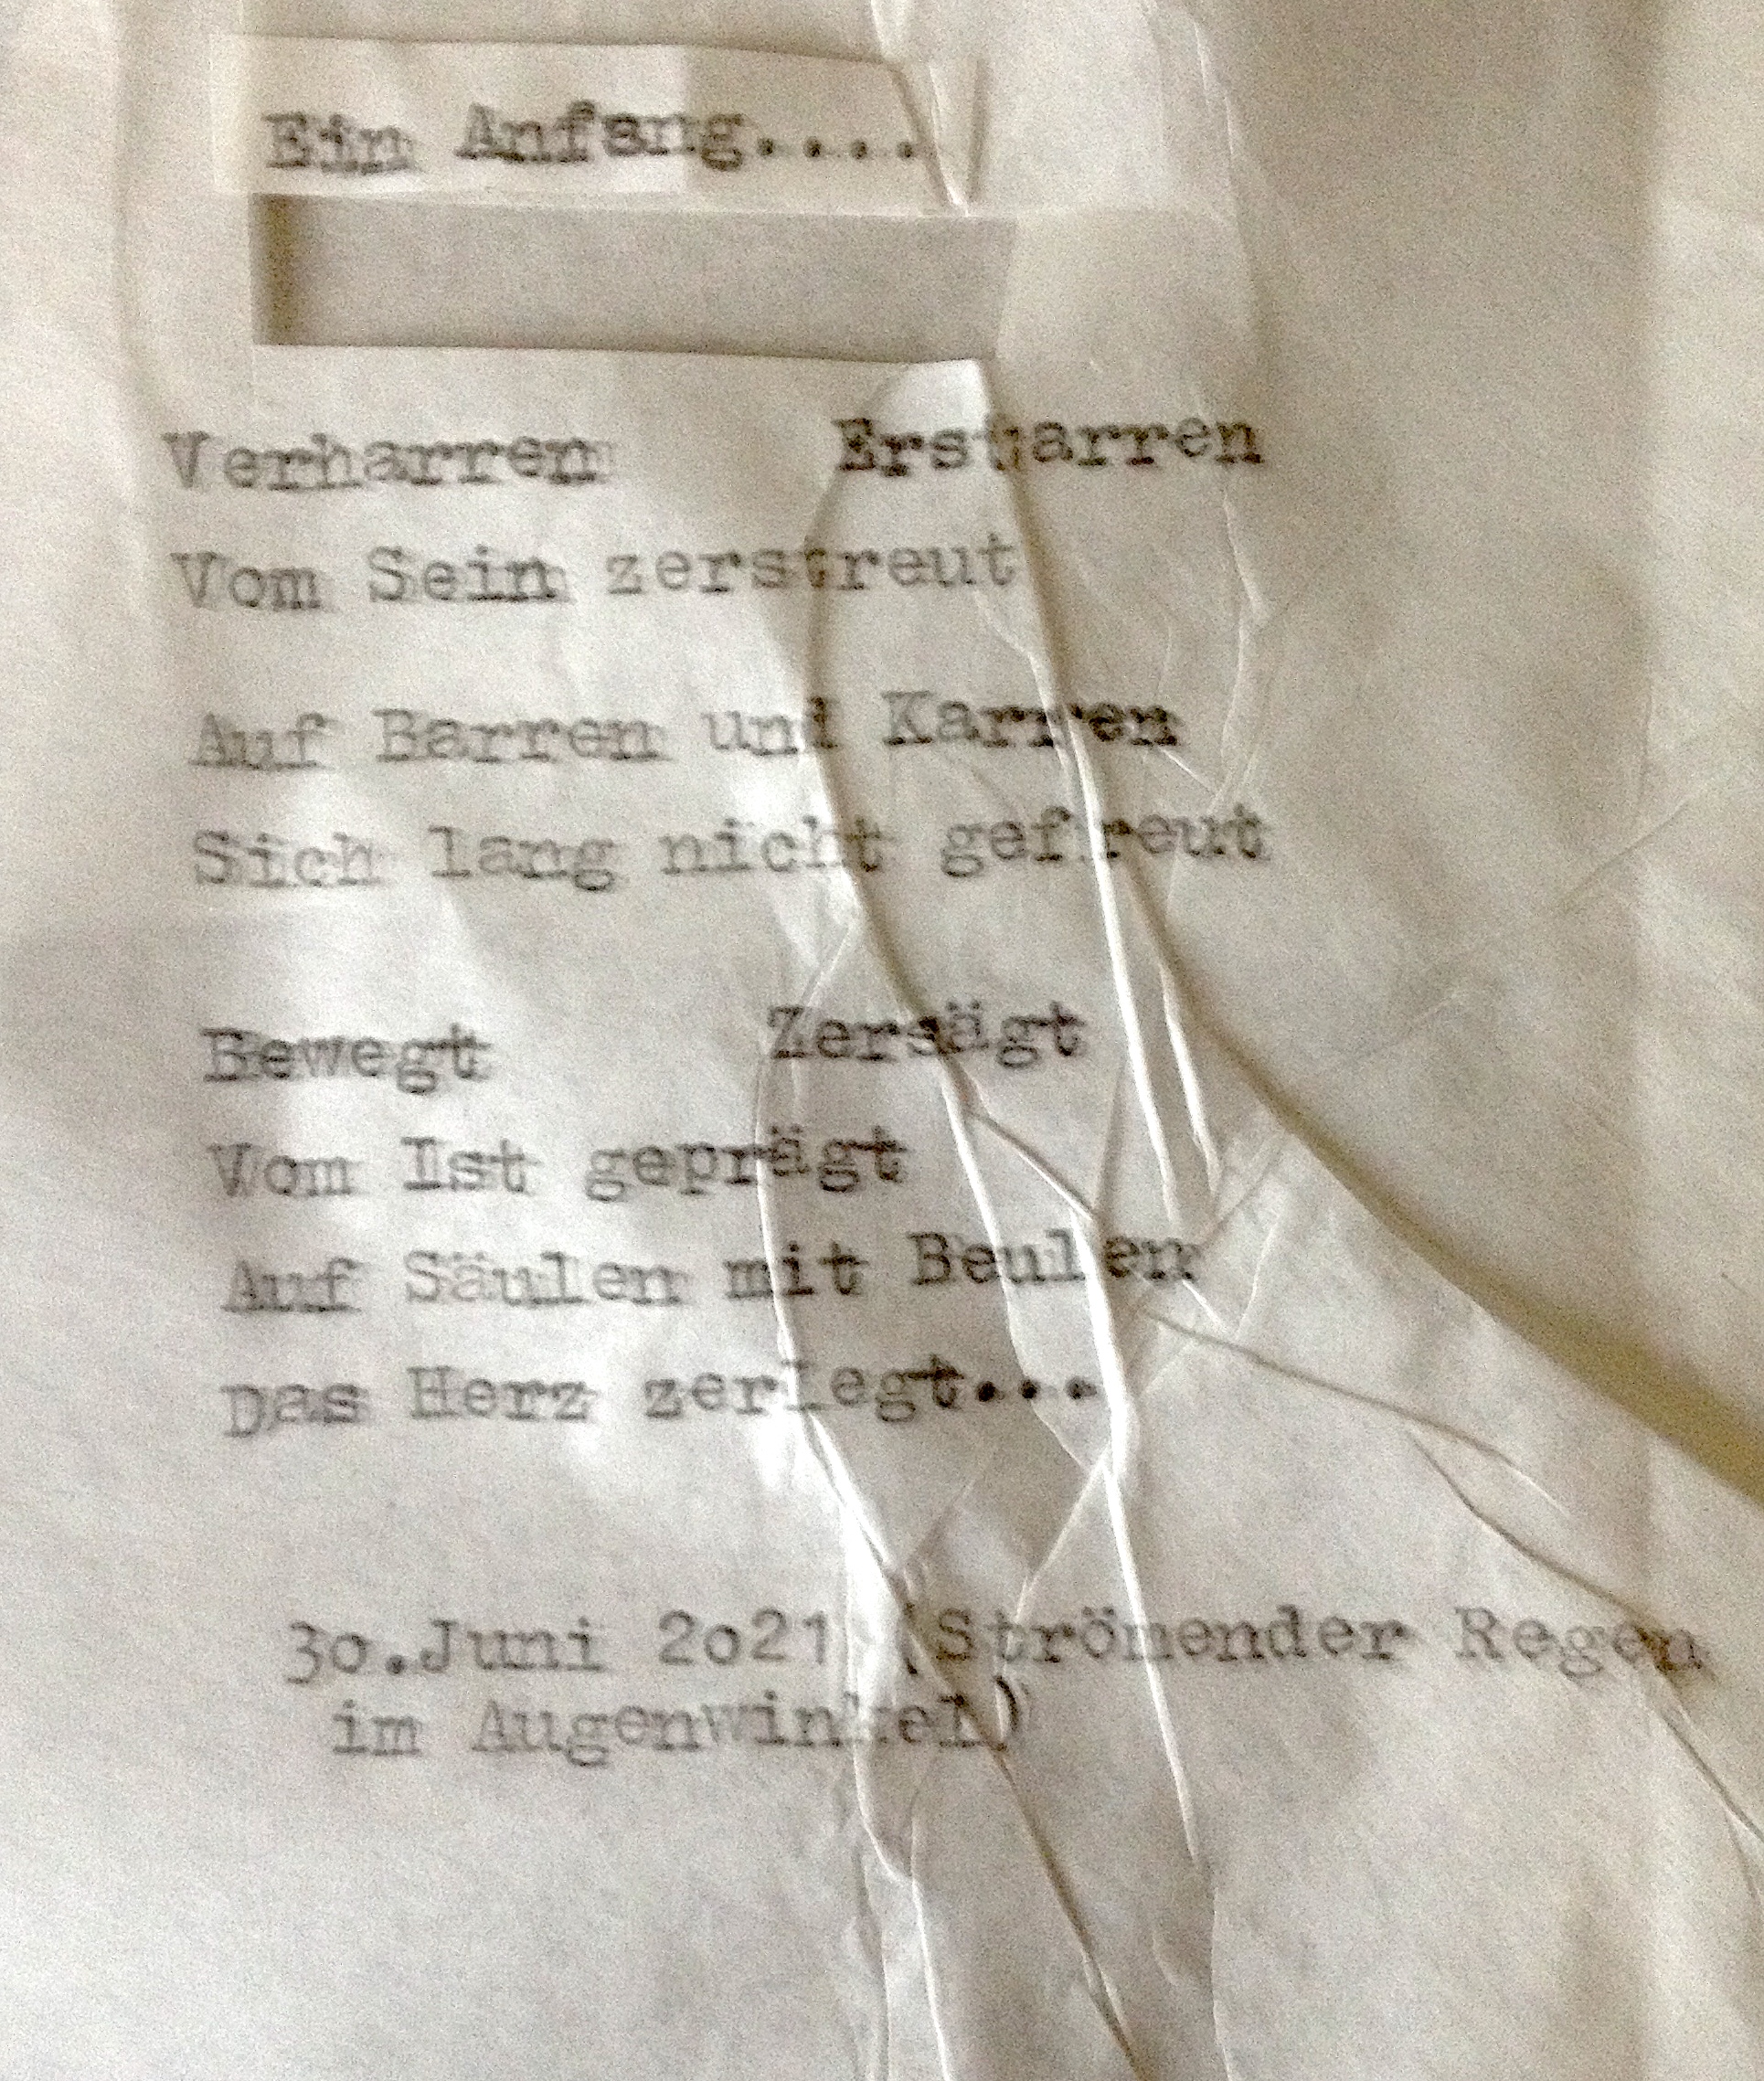 Ein Anfang....
Verharren Erstarren
Vom Sein zerstreut
Auf Barren und Karren
Sich lang nicht gefreut
Bewegt Zersägt
Vom Ist geprägt
Auf Säulen mit Beulen
Das Herz zerlegt...
30.Juni 2021 (Strömender Regen
im Augenwinkel)